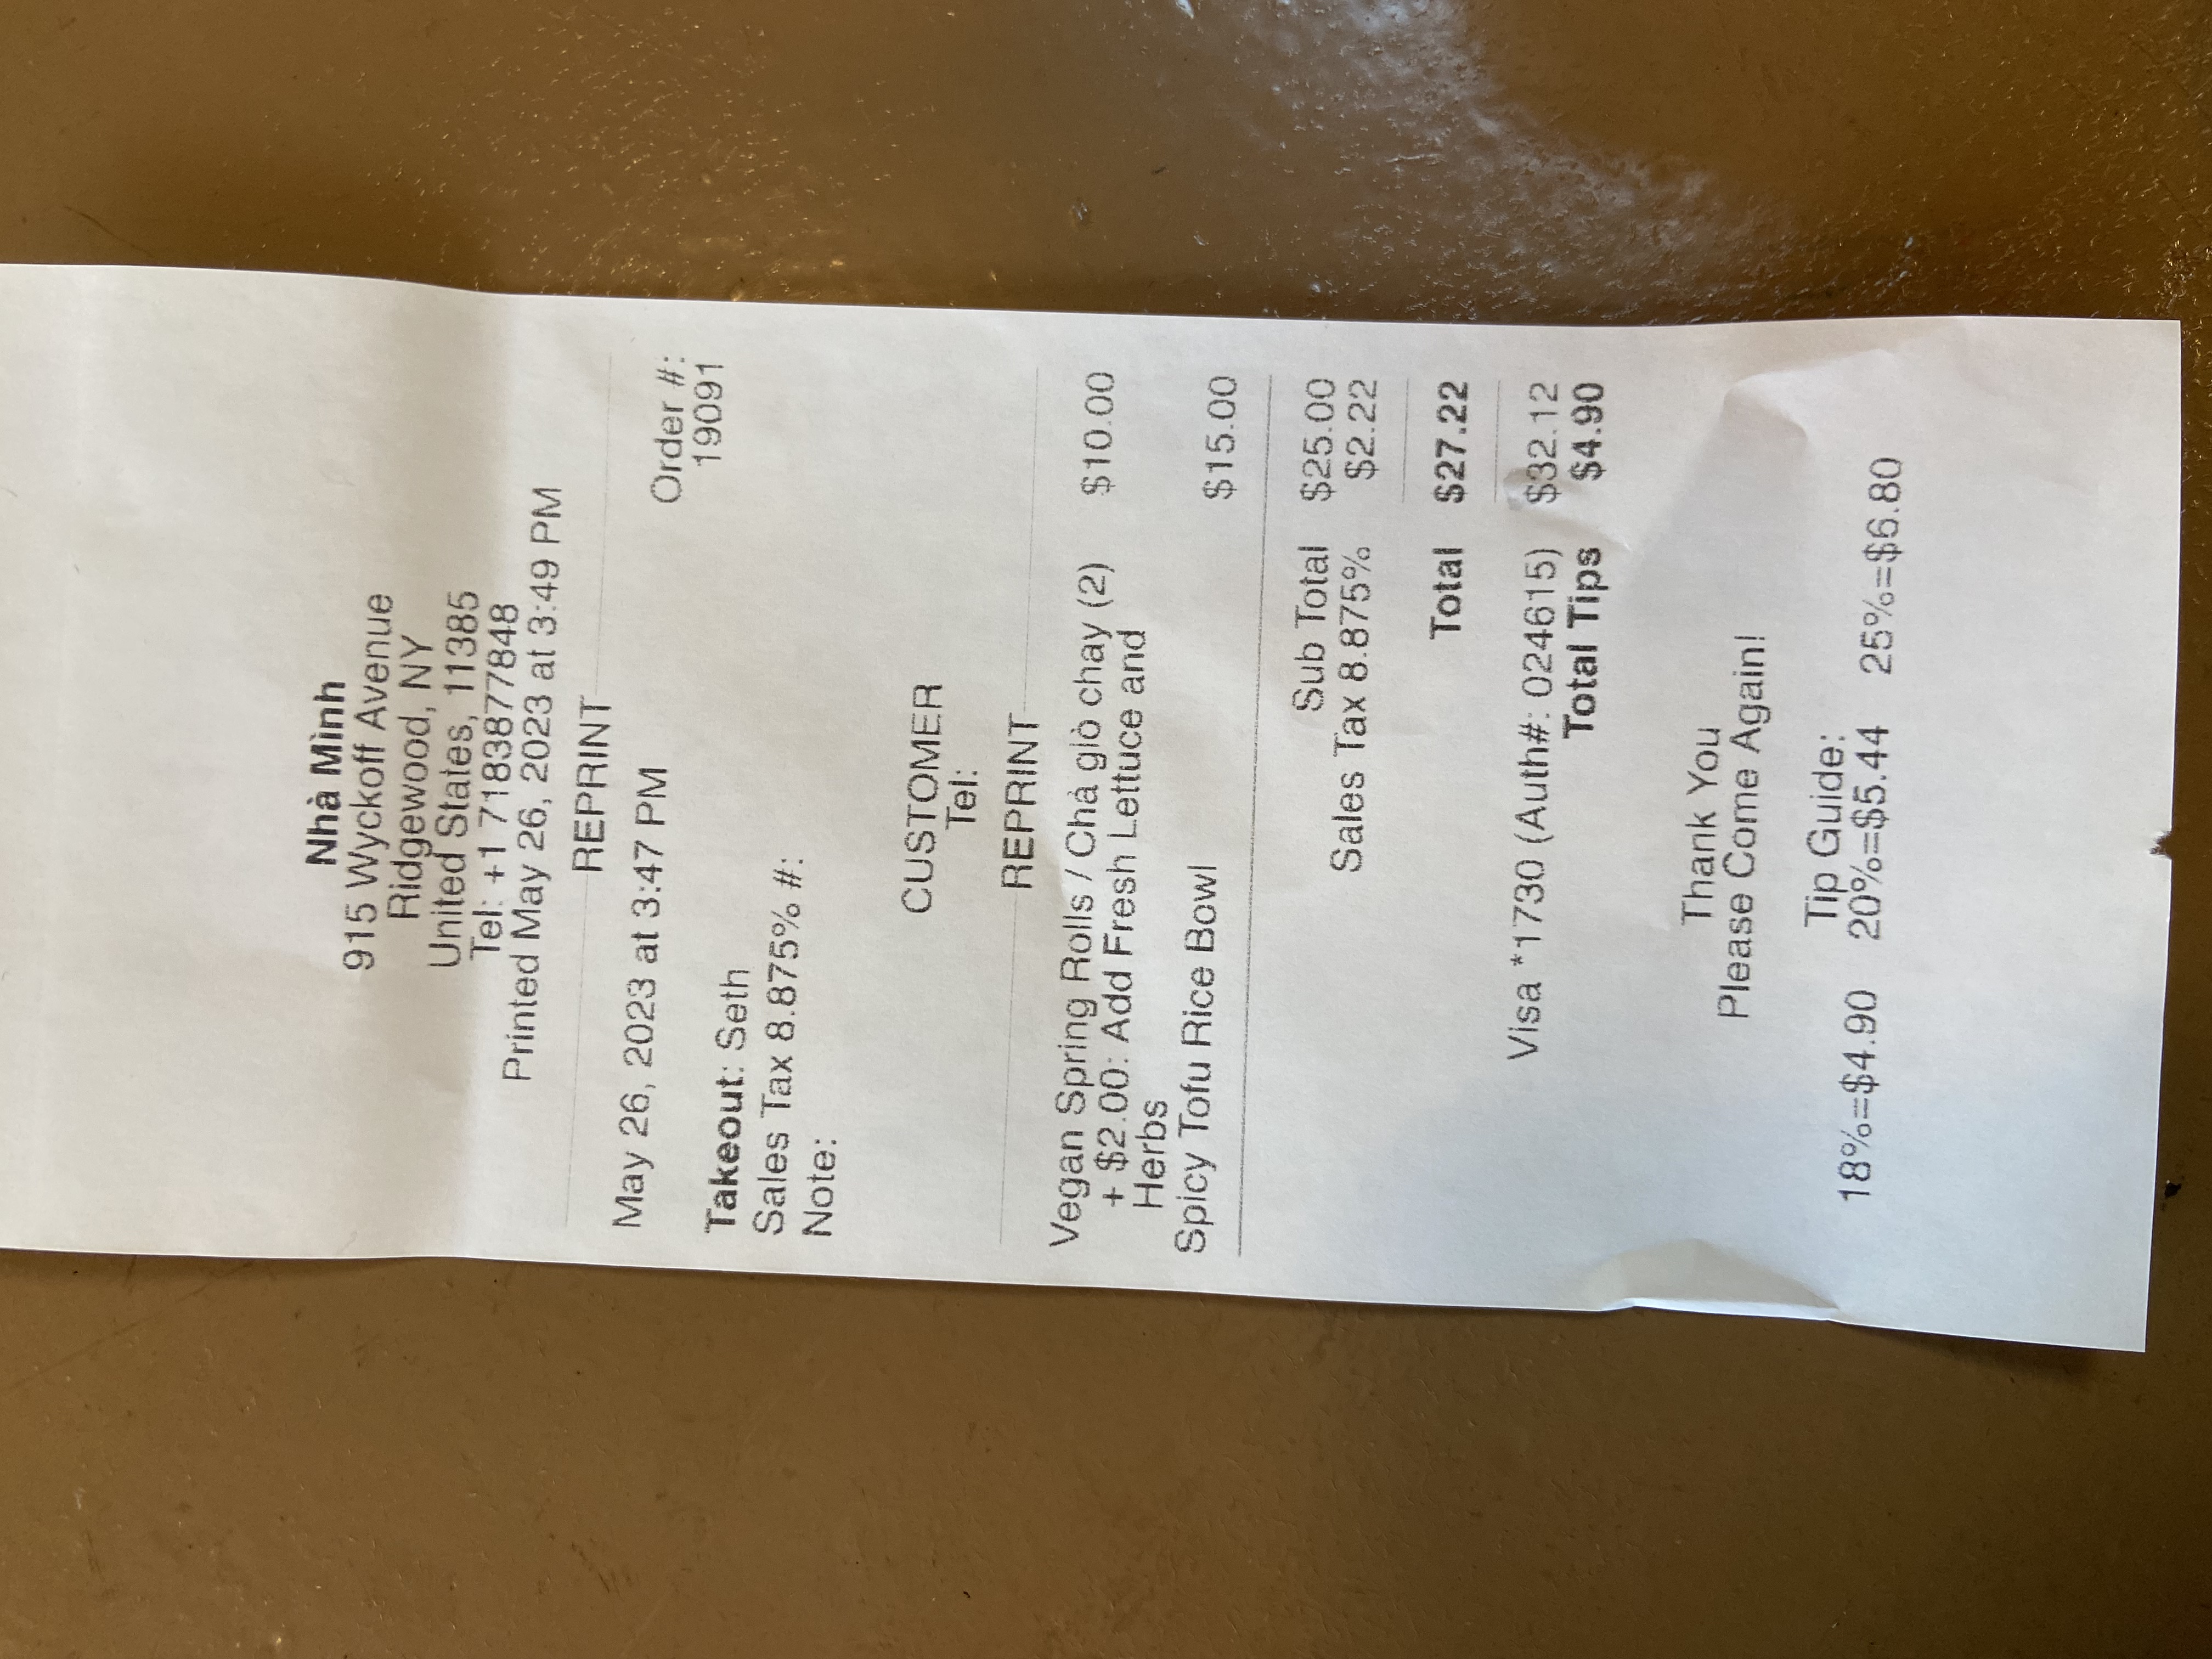 Nhà Mình
915 Wyckoff Avenue
Ridgewood, NY
United States, 11385
Tel: +1 7183877848
Printed May 26, 2023 at 3:49 PM
REPRINT
May 26, 2023 at 3:47 PM
Order #:
19091
Takeout: Seth
Sales Tax 8.875% #:
Note:
CUSTOMER
Tel:
REPRINT
Vegan Spring Rolls / Chả giò chay (2) $10.00
+ $2.00: Add Fresh Lettuce and
Herbs
Spicy Tofu Rice Bowl $15.00
Sub Total $25.00
Sales Tax 8.875% $2.22
Total $27.22
Visa *1730 (Auth#: 024615) $32.12
Total Tips $4.90
Thank You
Please Come Again!
Tip Guide:
18%=$4.90 20%=$5.44 25%=$6.80